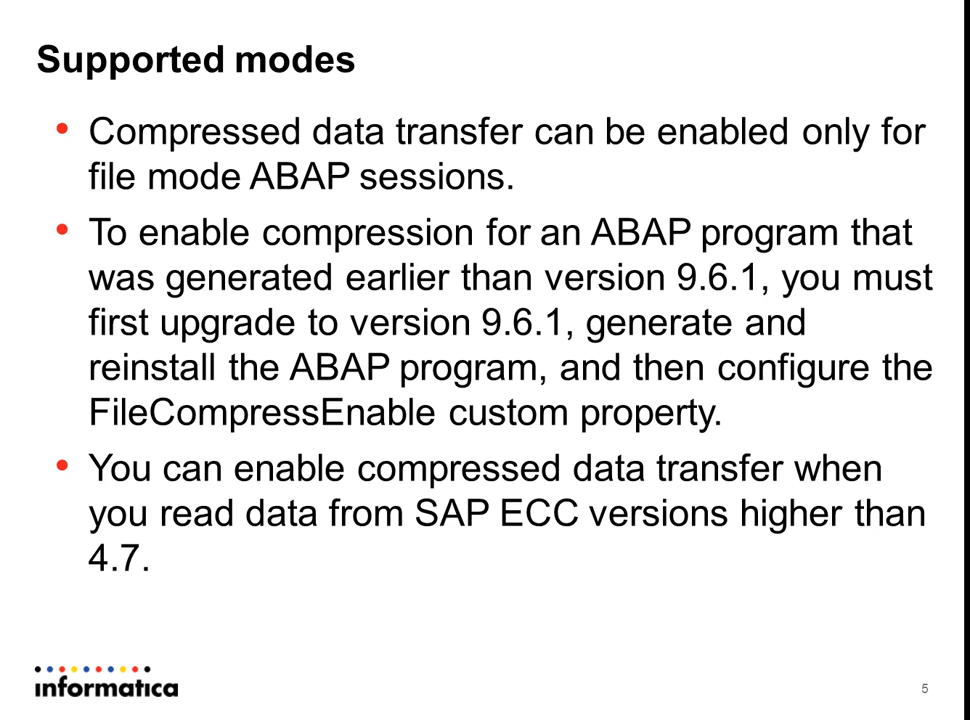 Supported modes
• Compressed data transfer can be enabled only for
file mode ABAP sessions.
• To enable compression for an ABAP program that
was generated earlier than version 9.6.1, you must
first upgrade to version 9.6.1, generate and
reinstall the ABAP program, and then configure the
FileCompressEnable custom property.
• You can enable compressed data transfer when
you read data from SAP ECC versions higher than
4.7.
informatica
5